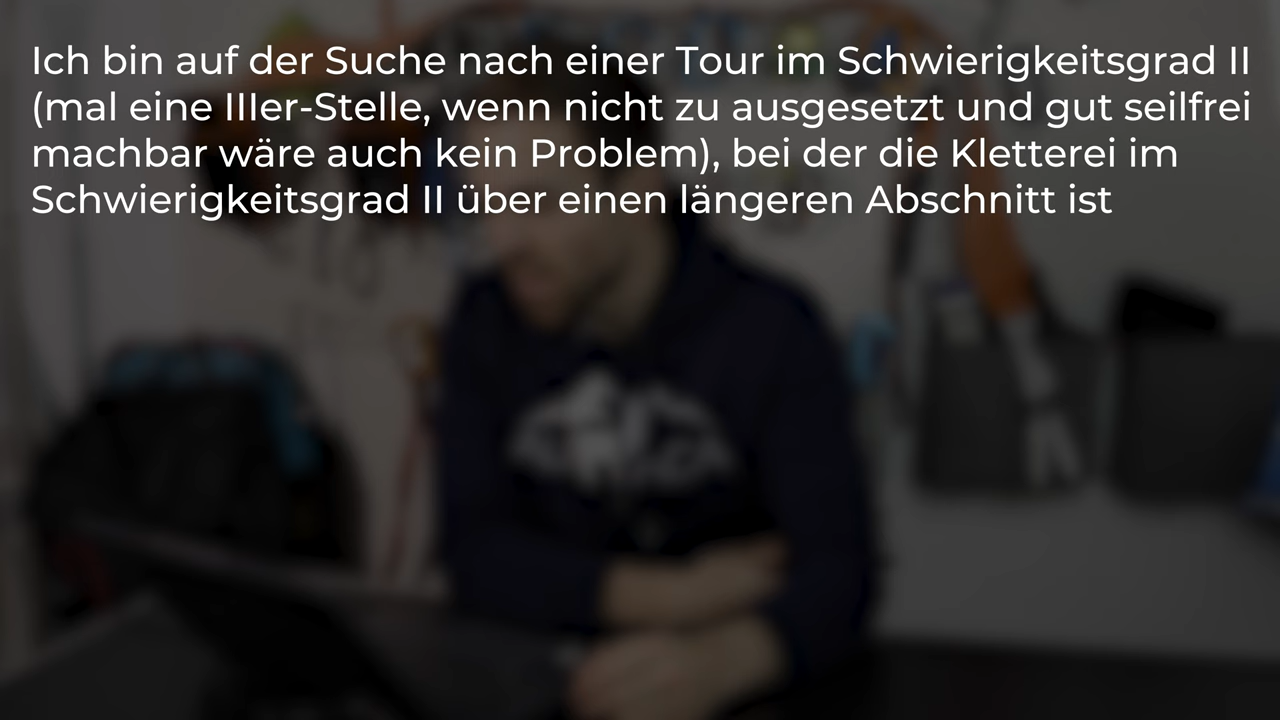 Ich bin auf der Suche nach einer Tour im Schwierigkeitsgrad II
(mal eine IIIer-Stelle, wenn nicht zu ausgesetzt und gut seilfrei
machbar wäre auch kein Problem), bei der die Kletterei im
Schwierigkeitsgrad II über einen längeren Abschnitt ist